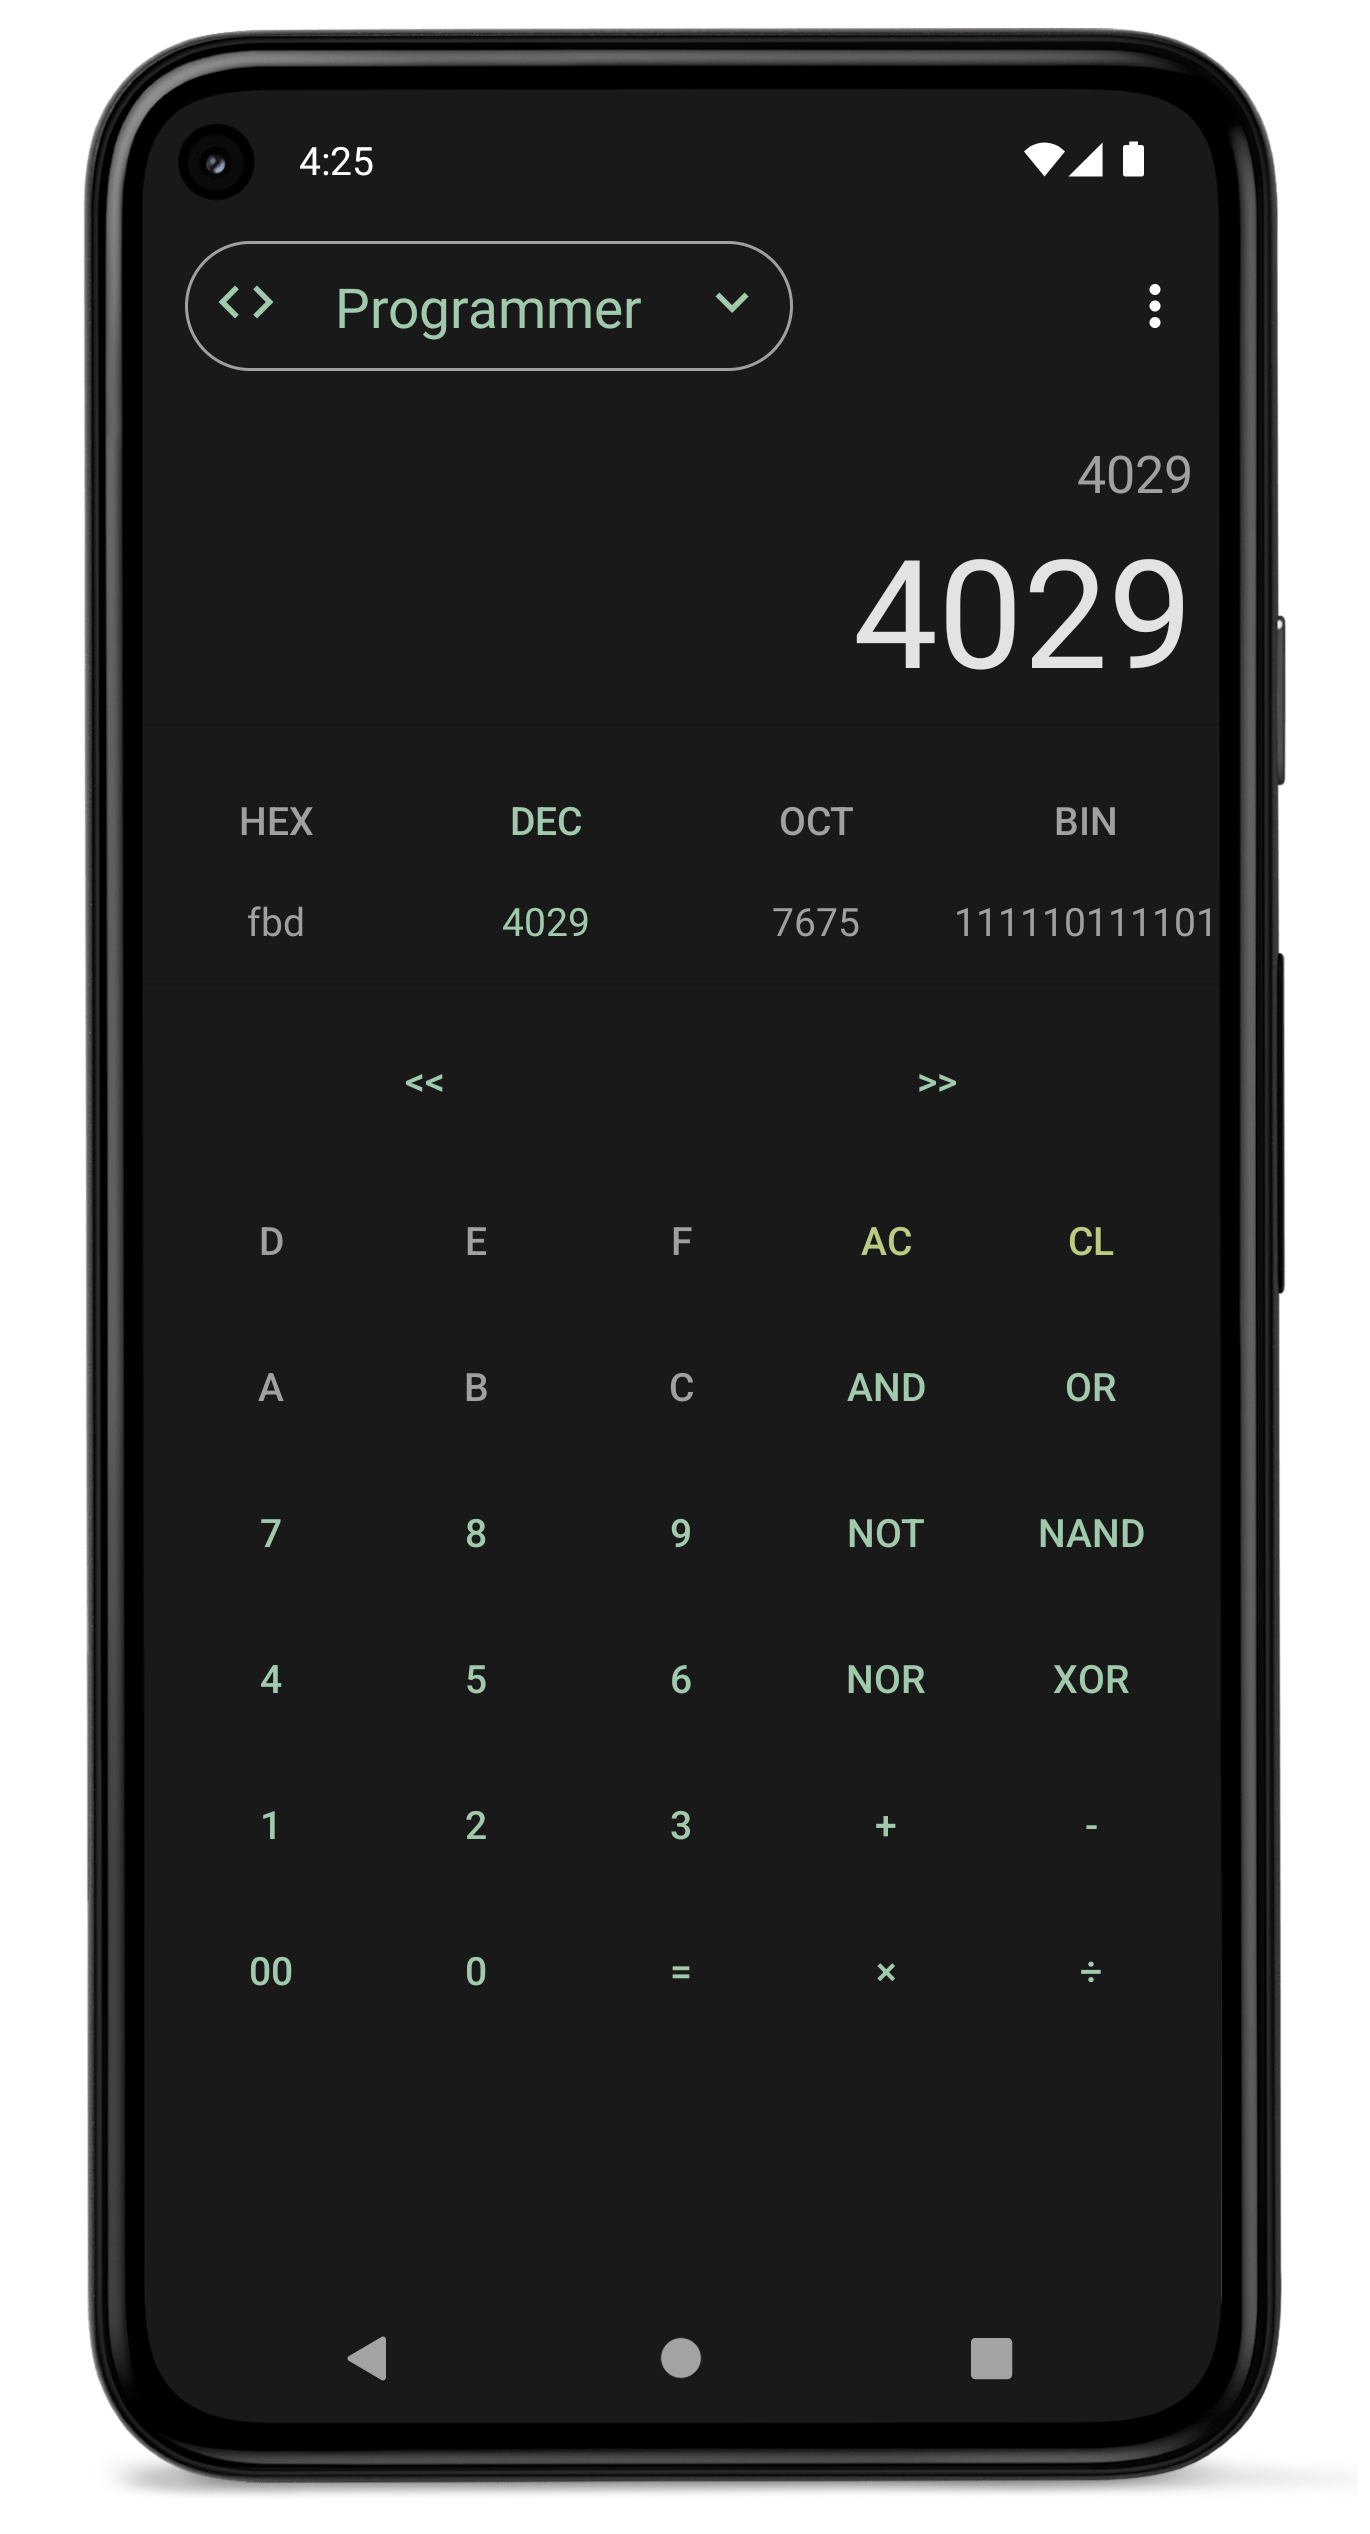 4:25
Programmer
4029
4029
HEX DEC OCT BIN
fbd 4029 7675 111110111101
<< >>
D E F AC CL
A B C AND OR
7 8 9 NOT NAND
4 5 6 NOR XOR
1 2 3 + -
00 0 = × ÷